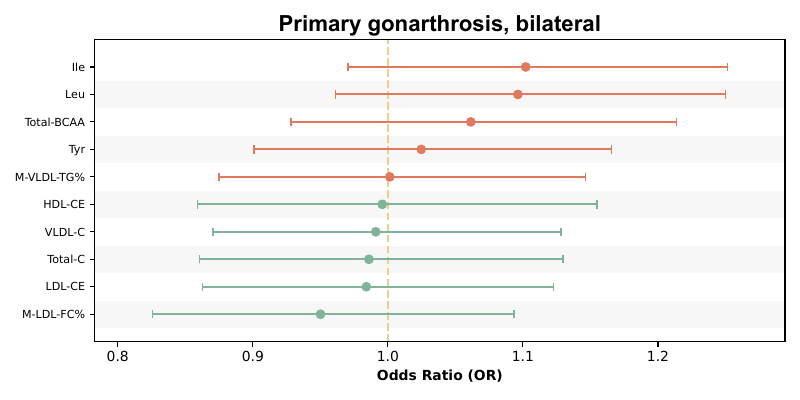 Primary gonarthrosis, bilateral
Ile
Leu
Total-BCAA
Tyr
M-VLDL-TG%
HDL-CE
VLDL-C
Total-C
LDL-CE
M-LDL-FC%
0.8 0.9 1.0 1.1 1.2
Odds Ratio (OR)